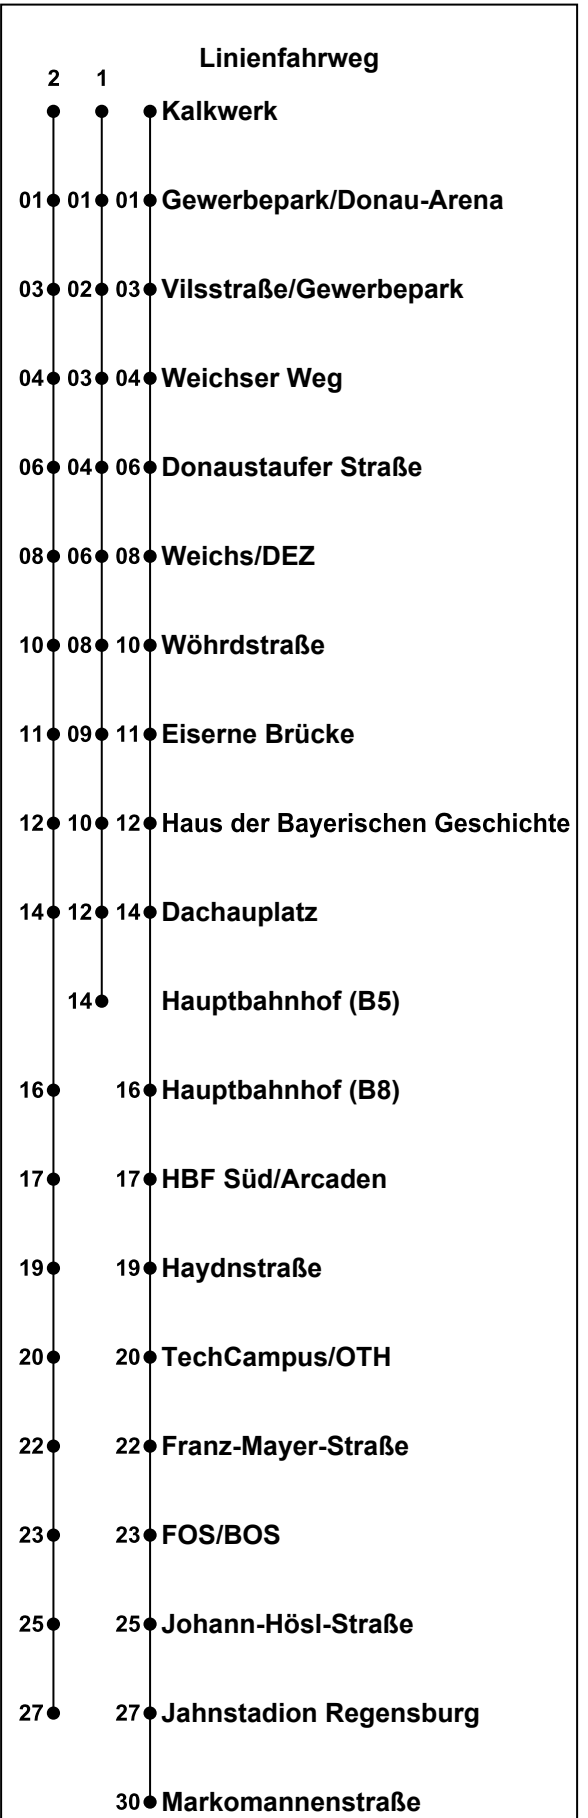 Linienfahrweg
2 1
Kalkwerk
01 01 01 Gewerbepark/Donau-Arena
03 02 03 Vilsstraße/Gewerbepark
04 03 04 Weichser Weg
06 04 06 Donaustaufer Straße
08 06 08 Weichs/DEZ
10 08 10 Wöhrdstraße
11 09 11 Eiserne Brücke
12 10 12 Haus der Bayerischen Geschichte
14 12 14 Dachauplatz
14 Hauptbahnhof (B5)
16 16 Hauptbahnhof (B8)
17 17 HBF Süd/Arcaden
19 19 Haydnstraße
20 20 TechCampus/OTH
22 22 Franz-Mayer-Straße
23 23 FOS/BOS
25 25 Johann-Hösl-Straße
27 27 Jahnstadion Regensburg
30 Markomannenstraße